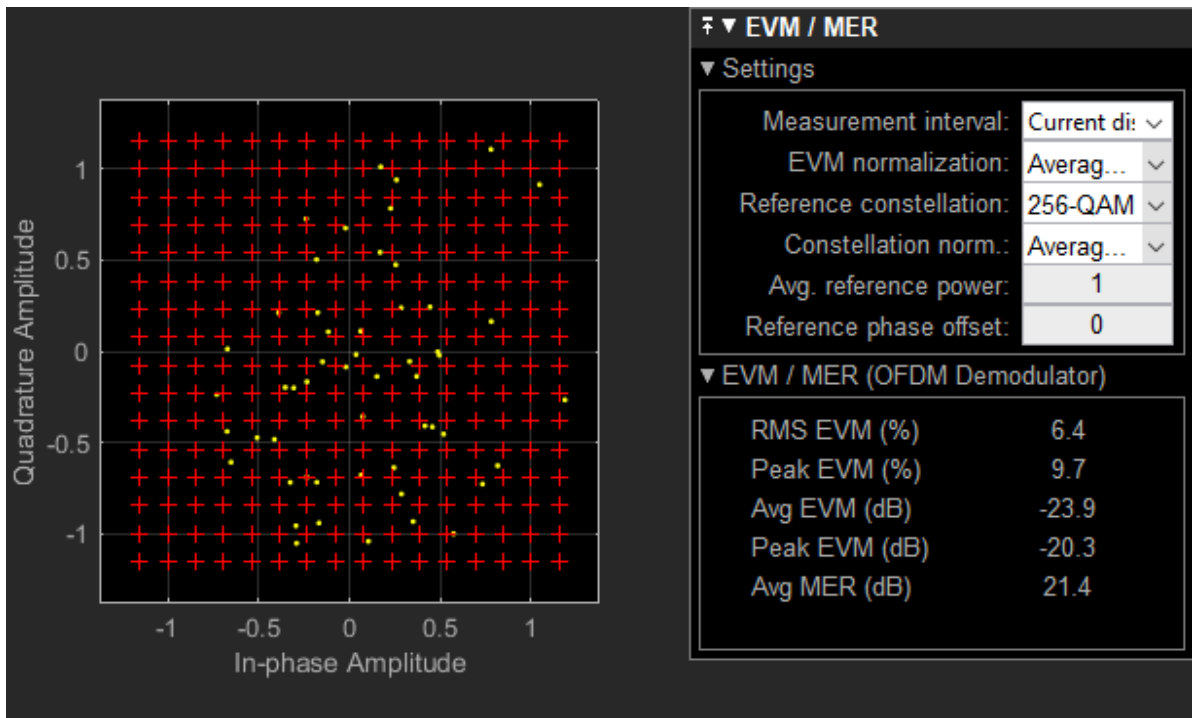 EVM / MER
Settings
Measurement interval: Current di
EVM normalization: Averag...
Reference constellation: 256-QAM
Constellation norm.: Averag...
Avg. reference power: 1
Reference phase offset: 0
EVM / MER (OFDM Demodulator)
RMS EVM (%) 6.4
Peak EVM (%) 9.7
Avg EVM (dB) -23.9
Peak EVM (dB) -20.3
Avg MER (dB) 21.4
Quadrature Amplitude
1
0.5
0
-0.5
-1
-1 -0.5 0 0.5 1
In-phase Amplitude